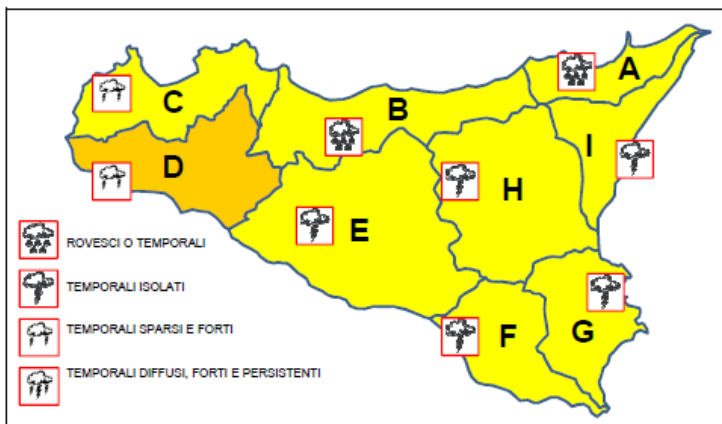 A
C
B
I
D
H
E
ROVESCI O TEMPORALI
TEMPORALI ISOLATI
F
G
TEMPORALI SPARSI E FORTI
TEMPORALI DIFFUSI, FORTI E PERSISTENTI